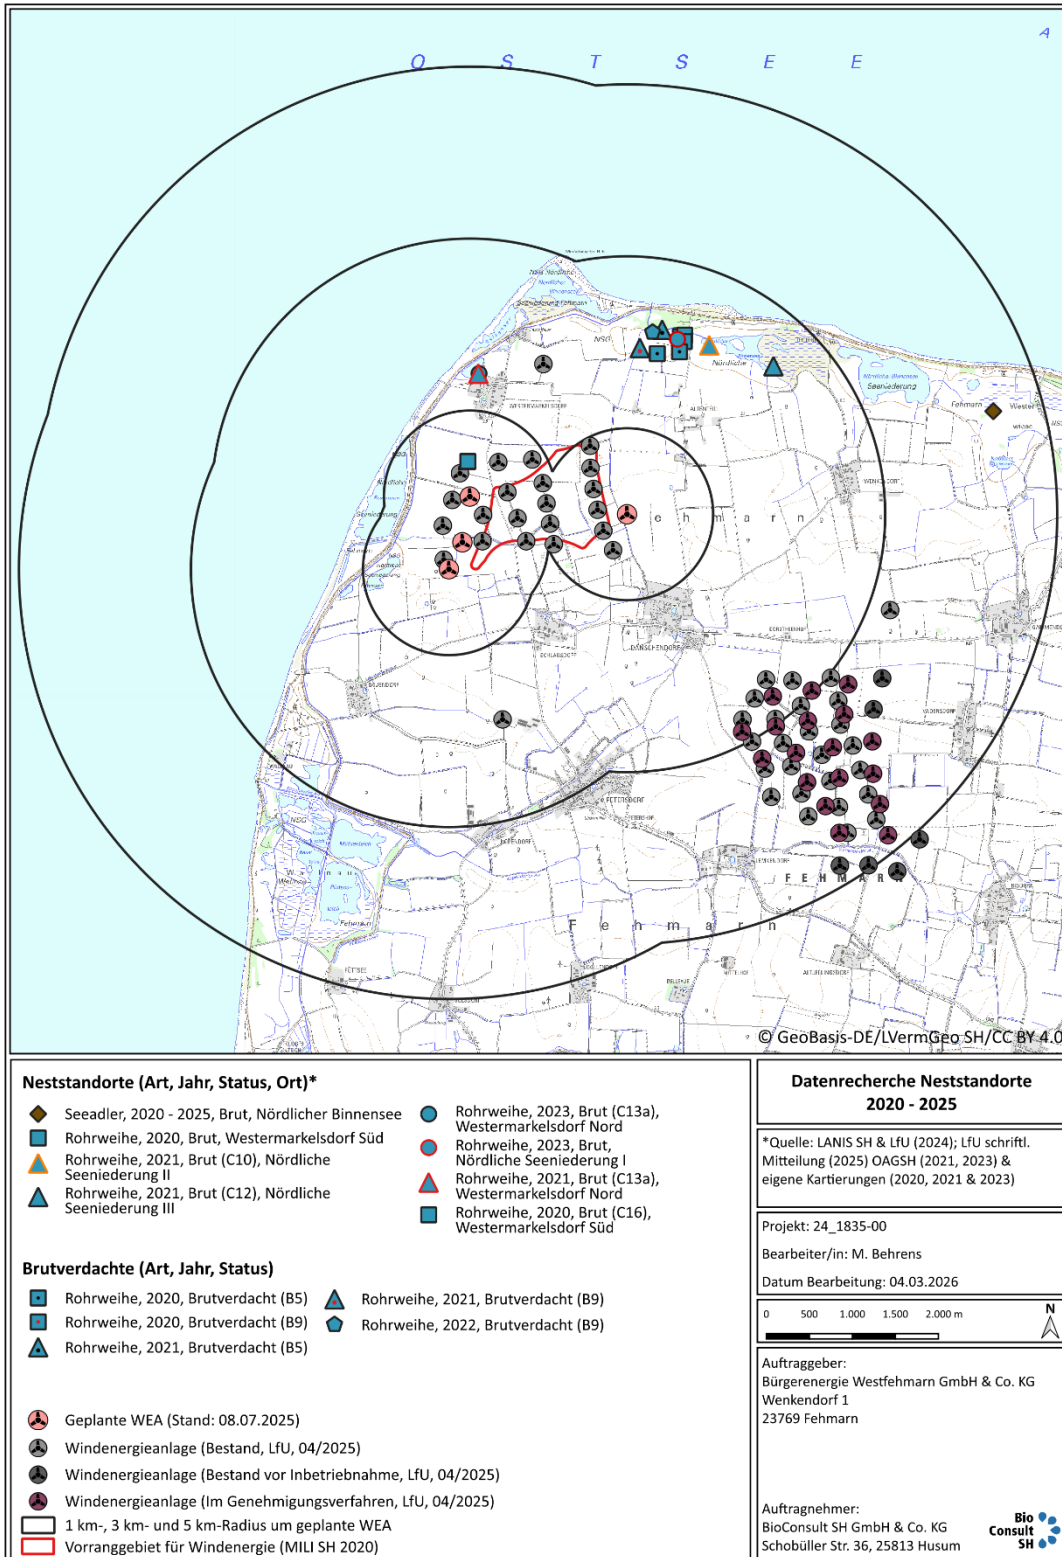 O S T S E E
A
NSG
Nördliche
Seeniederung
WESTERMARKELSDORF
ALTENTEIL
WENKENDORF
Fehmarn
DÄNSCHENDORF
SCHLAGSDORF
BOJENDORF
VADERSDORF
PETERSDORF
KOPENDORF
LEMKENDORF
FEHMARN
Fehmarn
PÜTTSEE
© GeoBasis-DE/LVermGeo SH/CC BY 4.0
Neststandorte (Art, Jahr, Status, Ort)*
Seeadler, 2020 - 2025, Brut, Nördlicher Binnensee
Rohrweihe, 2020, Brut, Westermarkelsdorf Süd
Rohrweihe, 2021, Brut (C10), Nördliche
Seeniederung II
Rohrweihe, 2021, Brut (C12), Nördliche
Seeniederung III
Rohrweihe, 2023, Brut (C13a),
Westermarkelsdorf Nord
Rohrweihe, 2023, Brut,
Nördliche Seeniederung I
Rohrweihe, 2021, Brut (C13a),
Westermarkelsdorf Nord
Rohrweihe, 2020, Brut (C16),
Westermarkelsdorf Süd
Brutverdachte (Art, Jahr, Status)
Rohrweihe, 2020, Brutverdacht (B5)
Rohrweihe, 2020, Brutverdacht (B9)
Rohrweihe, 2021, Brutverdacht (B5)
Rohrweihe, 2021, Brutverdacht (B9)
Rohrweihe, 2022, Brutverdacht (B9)
Geplante WEA (Stand: 08.07.2025)
Windenergieanlage (Bestand, LfU, 04/2025)
Windenergieanlage (Bestand vor Inbetriebnahme, LfU, 04/2025)
Windenergieanlage (Im Genehmigungsverfahren, LfU, 04/2025)
1 km-, 3 km- und 5 km-Radius um geplante WEA
Vorranggebiet für Windenergie (MILI SH 2020)
Datenrecherche Neststandorte
2020 - 2025
*Quelle: LANIS SH & LfU (2024); LfU schriftl.
Mitteilung (2025) OAGSH (2021, 2023) &
eigene Kartierungen (2020, 2021 & 2023)
Projekt: 24_1835-00
Bearbeiter/in: M. Behrens
Datum Bearbeitung: 04.03.2026
0 500 1.000 1.500 2.000 m
N
Auftraggeber:
Bürgerenergie Westfehmarn GmbH & Co. KG
Wenkendorf 1
23769 Fehmarn
Auftragnehmer:
BioConsult SH GmbH & Co. KG
Schobüller Str. 36, 25813 Husum
Bio
Consult
SH